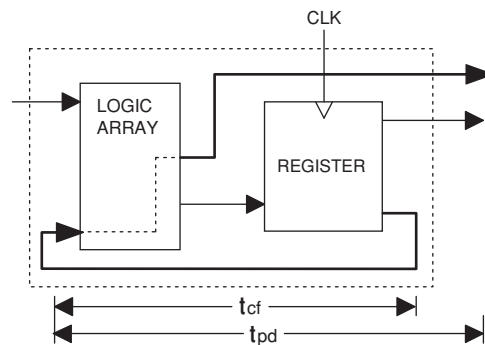 CLK
LOGIC
ARRAY
REGISTER
tcf
tpd